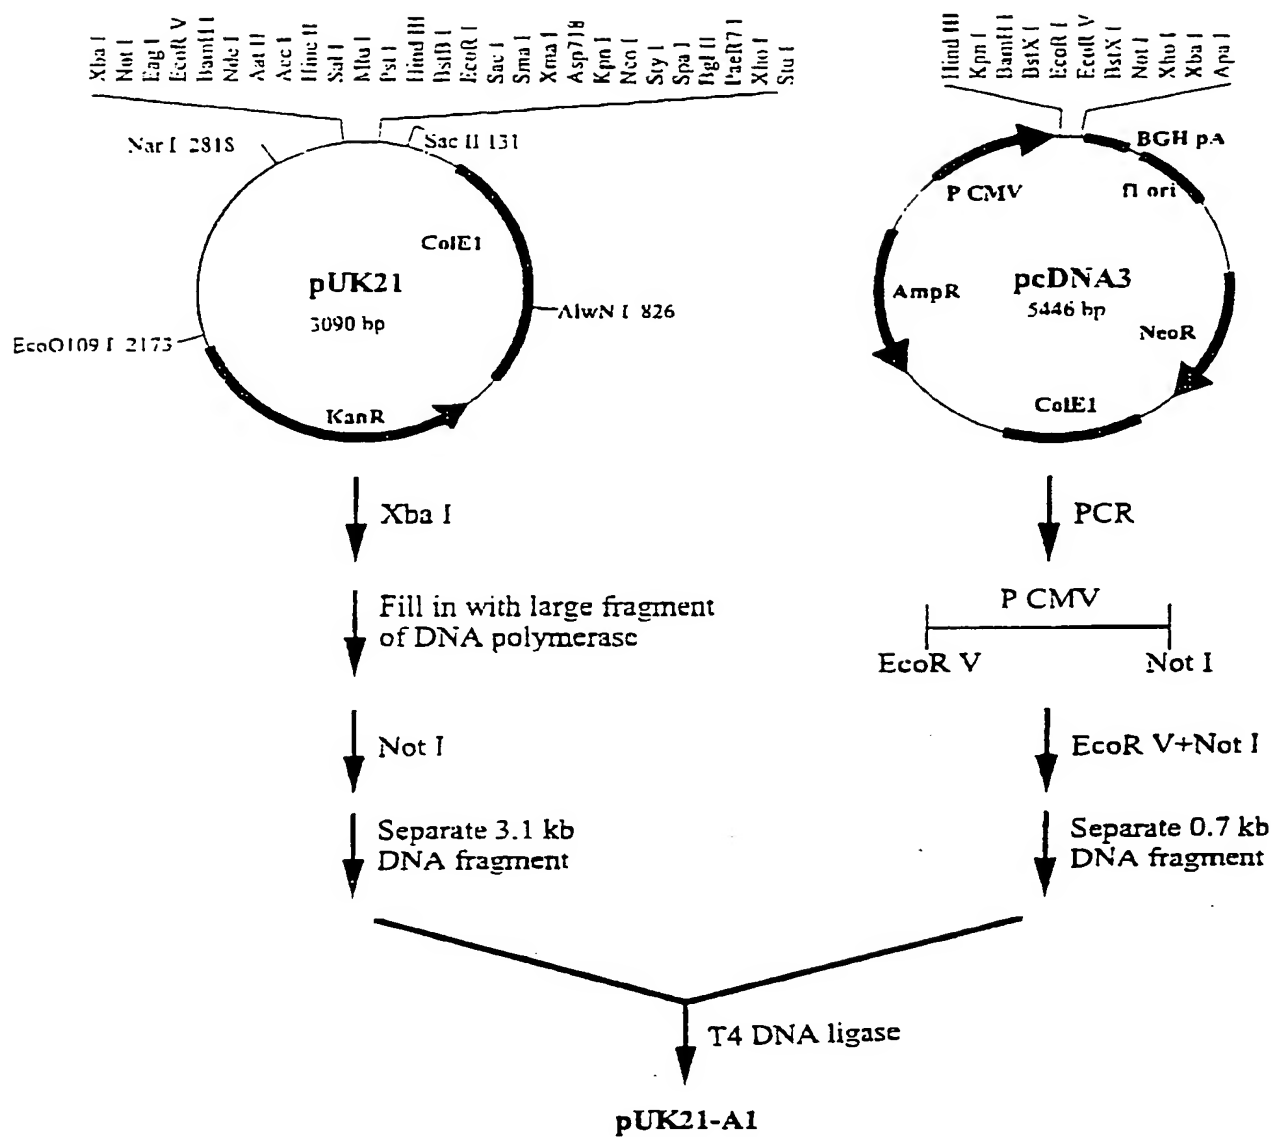 Xba I
Not I
Eag I
EcoR V
BamH I
Nde I
Aat II
Acc I
Hinc II
Sal I
Mlu I
Pst I
Hind III
BstB I
EcoR I
Sac I
Sma I
Xma I
Asp718
Kpn I
Nco I
Sty I
Spa I
Bgl II
PaeR7 I
Xho I
Stu I
Hind III
Kpn I
BamH I
BstX I
EcoR I
EcoR V
BstX I
Not I
Xho I
Xba I
Apa I
Nar I 2818
Sac II 131
ColE1
pUK21
3090 bp
AlwN I 826
EcoO109 I 2173
KanR
BGH pA
P CMV
f1 ori
AmpR
pcDNA3
5446 bp
NeoR
ColE1
Xba I
PCR
Fill in with large fragment
of DNA polymerase
P CMV
EcoR V
Not I
Not I
EcoR V+Not I
Separate 3.1 kb
DNA fragment
Separate 0.7 kb
DNA fragment
T4 DNA ligase
pUK21-A1